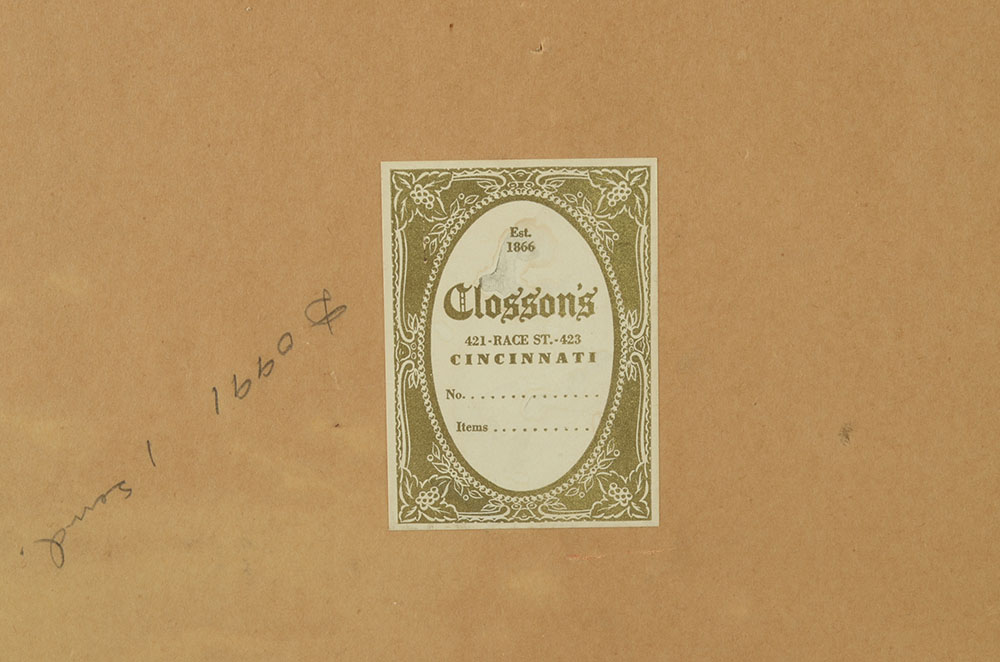 Est.
1866
Closson's
421-RACE ST.-423
CINCINNATI
No. . . . . . . . . . . . . . .
Items . . . . . . . . . .